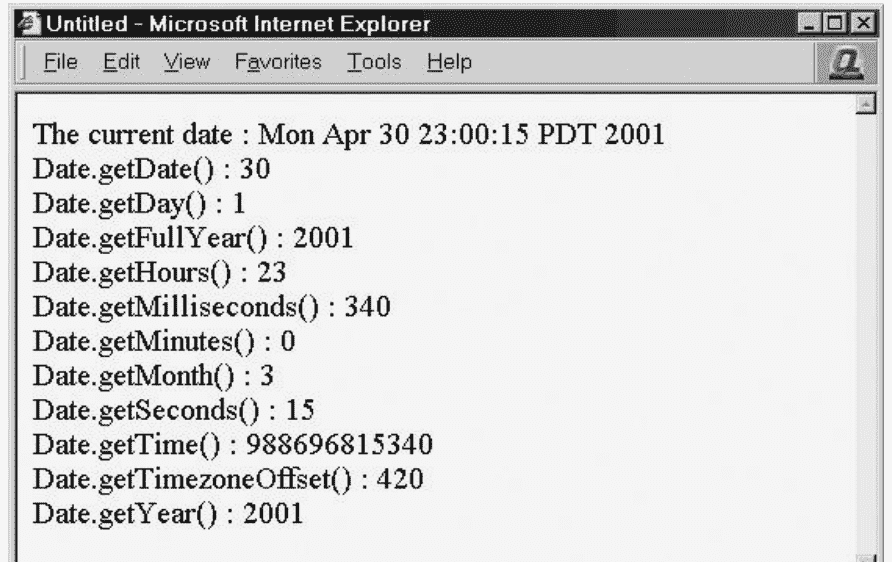 Untitled - Microsoft Internet Explorer
File Edit View Favorites Tools Help
The current date : Mon Apr 30 23:00:15 PDT 2001
Date.getDate() : 30
Date.getDay() : 1
Date.getFullYear() : 2001
Date.getHours() : 23
Date.getMilliseconds() : 340
Date.getMinutes() : 0
Date.getMonth() : 3
Date.getSeconds() : 15
Date.getTime() : 988696815340
Date.getTimezoneOffset() : 420
Date.getYear() : 2001